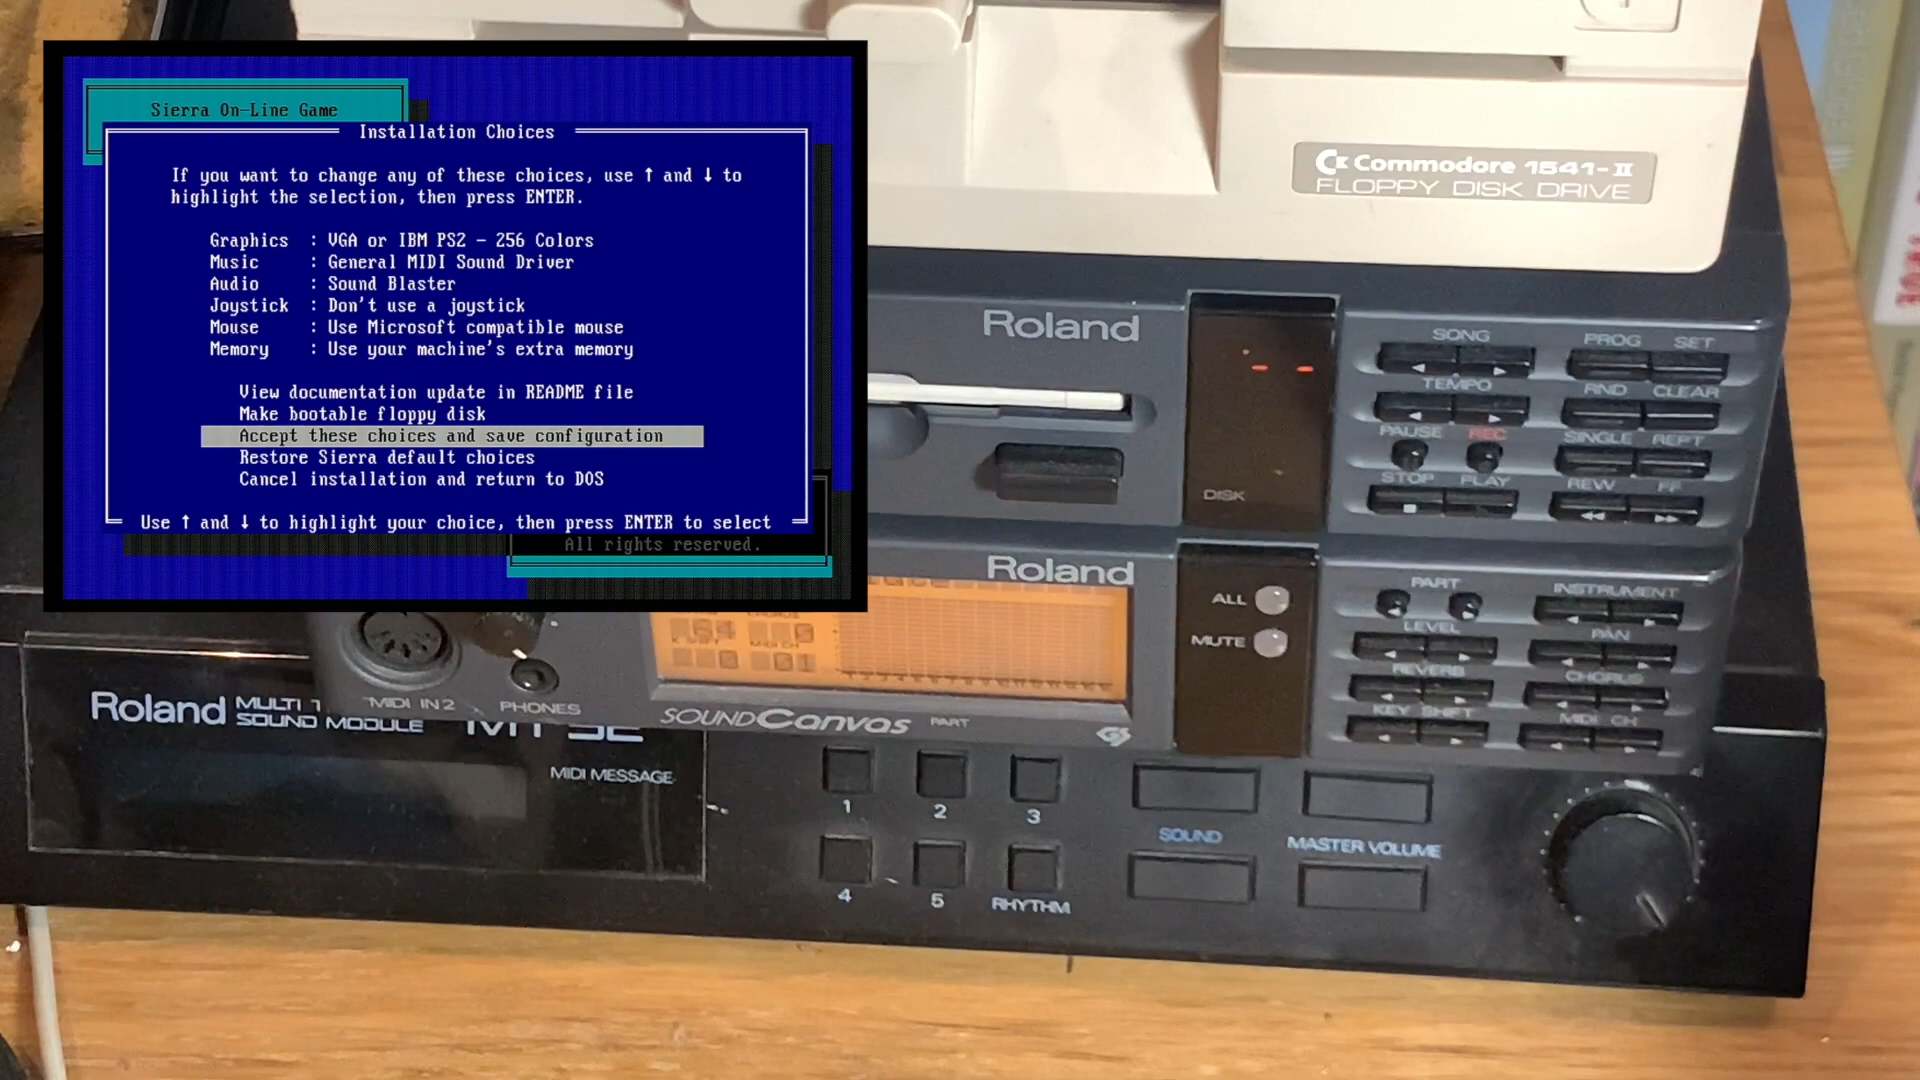 Sierra On-Line Game
Installation Choices
If you want to change any of these choices, use ↑ and ↓ to
highlight the selection, then press ENTER.
Graphics : VGA or IBM PS2 - 256 Colors
Music : General MIDI Sound Driver
Audio : Sound Blaster
Joystick : Don't use a joystick
Mouse : Use Microsoft compatible mouse
Memory : Use your machine's extra memory
View documentation update in README file
Make bootable floppy disk
Accept these choices and save configuration
Restore Sierra default choices
Cancel installation and return to DOS
Use ↑ and ↓ to highlight your choice, then press ENTER to select
All rights reserved.
Commodore 1541-II
FLOPPY DISK DRIVE
Roland
DISK
SONG
PROG SET
TEMPO
RND CLEAR
PAUSE REC
SINGLE REPT
STOP PLAY
REW FF
Roland
ALL
MUTE
PART
INSTRUMENT
LEVEL
PAN
REVERB
CHORUS
KEY SHIFT
MIDI CH
MIDI IN 2
PHONES
SOUND Canvas
PART
GS
Roland
MULTI
SOUND MODULE
MIDI MESSAGE
1 2 3
4 5 RHYTHM
SOUND
MASTER VOLUME